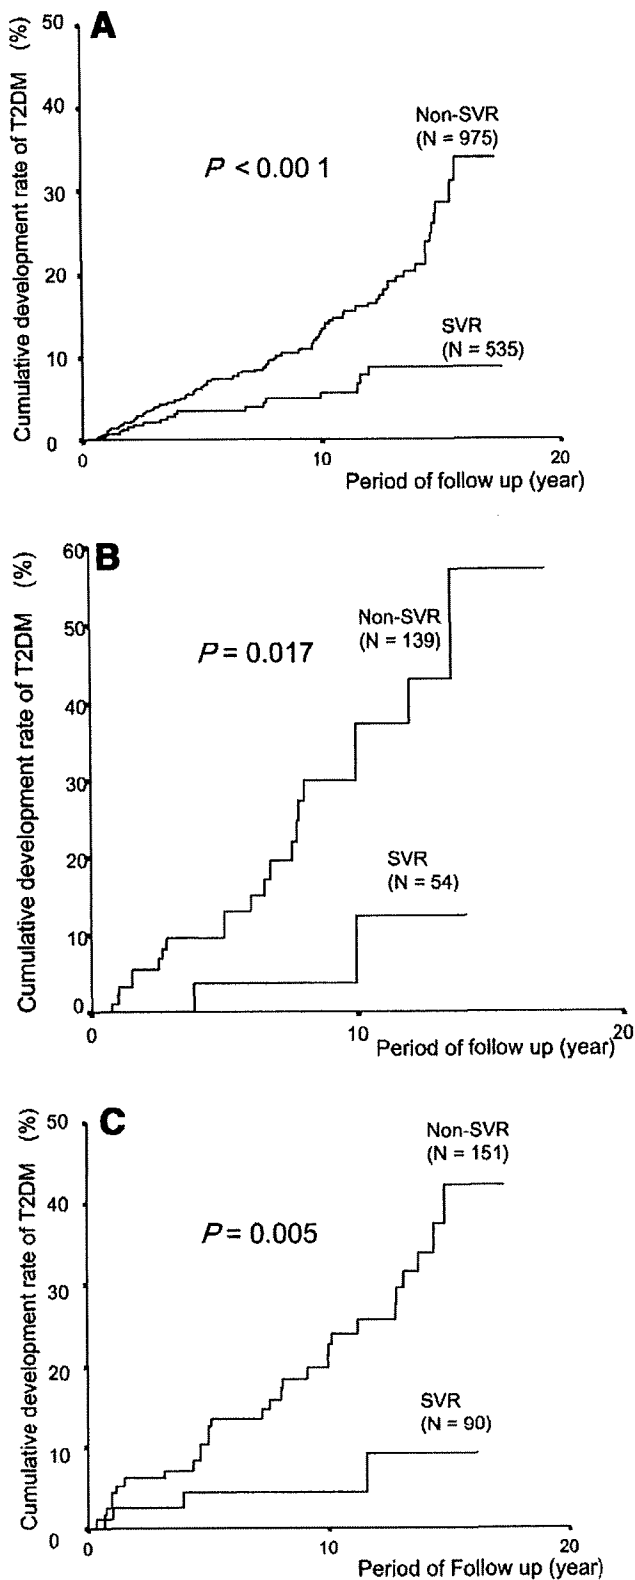 A
Cumulative development rate of T2DM (%)
50
40
30
20
10
0
Non-SVR
(N = 975)
P < 0.00 1
SVR
(N = 535)
0 10 20
Period of follow up (year)
B
Cumulative development rate of T2DM (%)
60
50
40
30
20
10
0
Non-SVR
(N = 139)
P = 0.017
SVR
(N = 54)
0 10 20
Period of follow up (year)
C
Cumulative development rate of T2DM (%)
50
40
30
20
10
0
Non-SVR
(N = 151)
P = 0.005
SVR
(N = 90)
0 10 20
Period of Follow up (year)